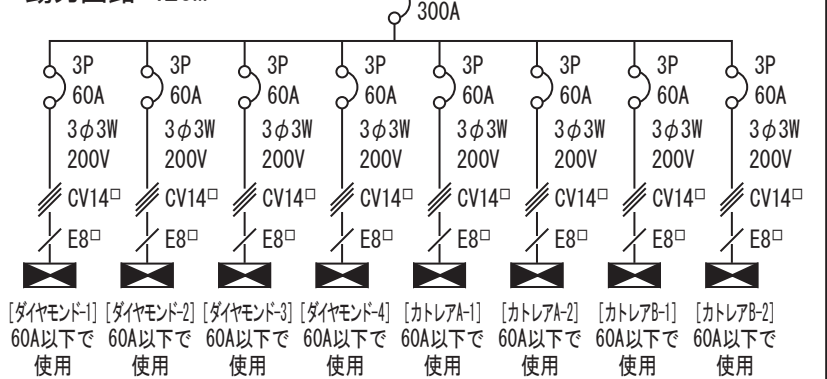 300A
3P 3P 3P 3P 3P 3P 3P 3P
60A 60A 60A 60A 60A 60A 60A 60A
3φ3W 3φ3W 3φ3W 3φ3W 3φ3W 3φ3W 3φ3W 3φ3W
200V 200V 200V 200V 200V 200V 200V 200V
CV14□ CV14□ CV14□ CV14□ CV14□ CV14□ CV14□ CV14□
E8□ E8□ E8□ E8□ E8□ E8□ E8□ E8□
[ダイヤモンド-1] [ダイヤモンド-2] [ダイヤモンド-3] [ダイヤモンド-4] [カトレアA-1] [カトレアA-2] [カトレアB-1] [カトレアB-2]
60A以下で 60A以下で 60A以下で 60A以下で 60A以下で 60A以下で 60A以下で 60A以下で
使用 使用 使用 使用 使用 使用 使用 使用